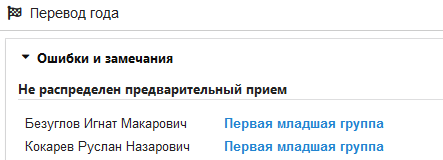 Перевод года
Ошибки и замечания
Не распределен предварительный прием
Безуглов Игнат Макарович Первая младшая группа
Кокарев Руслан Назарович Первая младшая группа